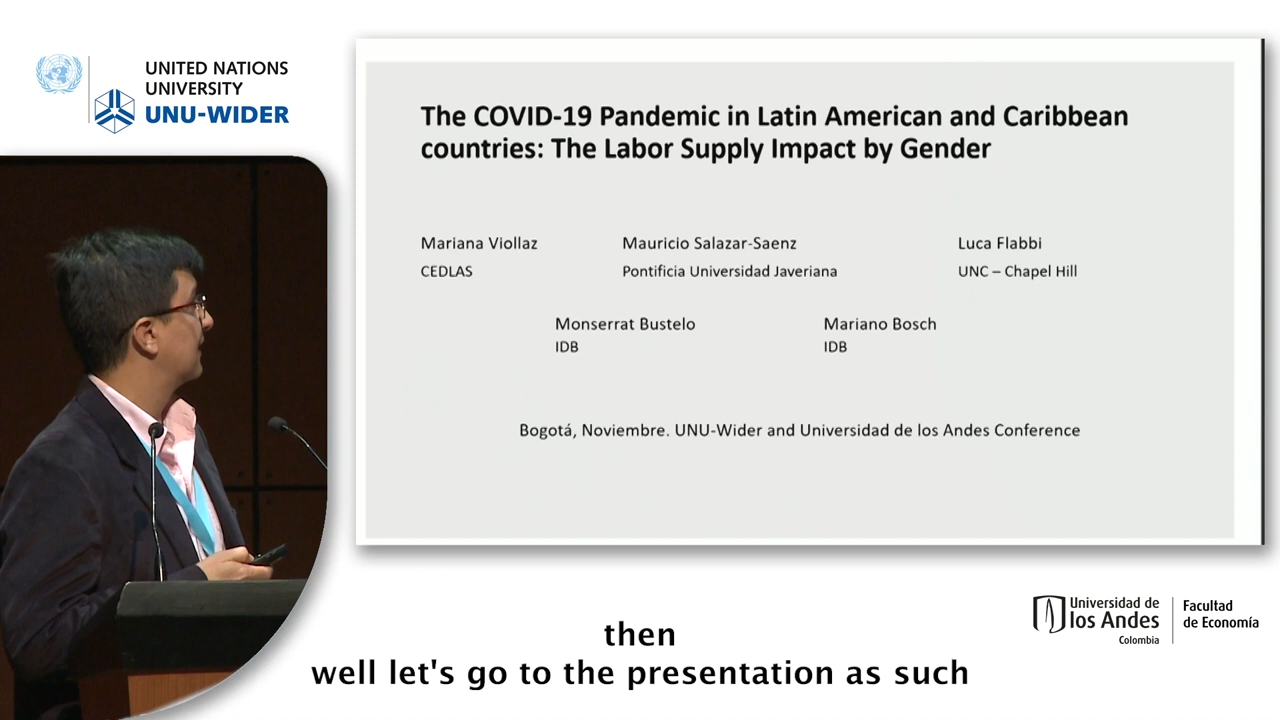 UNITED NATIONS
UNIVERSITY
UNU-WIDER
The COVID-19 Pandemic in Latin American and Caribbean
countries: The Labor Supply Impact by Gender
Mariana Viollaz Mauricio Salazar-Saenz Luca Flabbi
CEDLAS Pontificia Universidad Javeriana UNC – Chapel Hill
Monserrat Bustelo Mariano Bosch
IDB IDB
Bogotá, Noviembre. UNU-Wider and Universidad de los Andes Conference
Universidad de
los Andes
Colombia
Facultad
de Economía
then
well let's go to the presentation as such